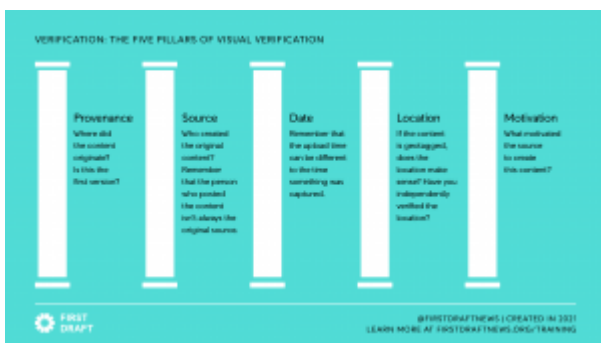 VERIFICATION: THE FIVE PILLARS OF VISUAL VERIFICATION
Provenance
Where did
the content
originate?
Is this the
first version?
Source
Who created
the original
content?
Remember
that the person
who posted
the content
isn't always the
original source.
Date
Remember that
the upload time
can be different
to the time
something was
captured.
Location
If the content
is geotagged,
does the
location make
sense? Have you
independently
verified the
location?
Motivation
What motivated
the source
to create
this content?
FIRST
DRAFT
@FIRSTDRAFTNEWS | CREATED IN 2021
LEARN MORE AT FIRSTDRAFTNEWS.ORG/TRAINING